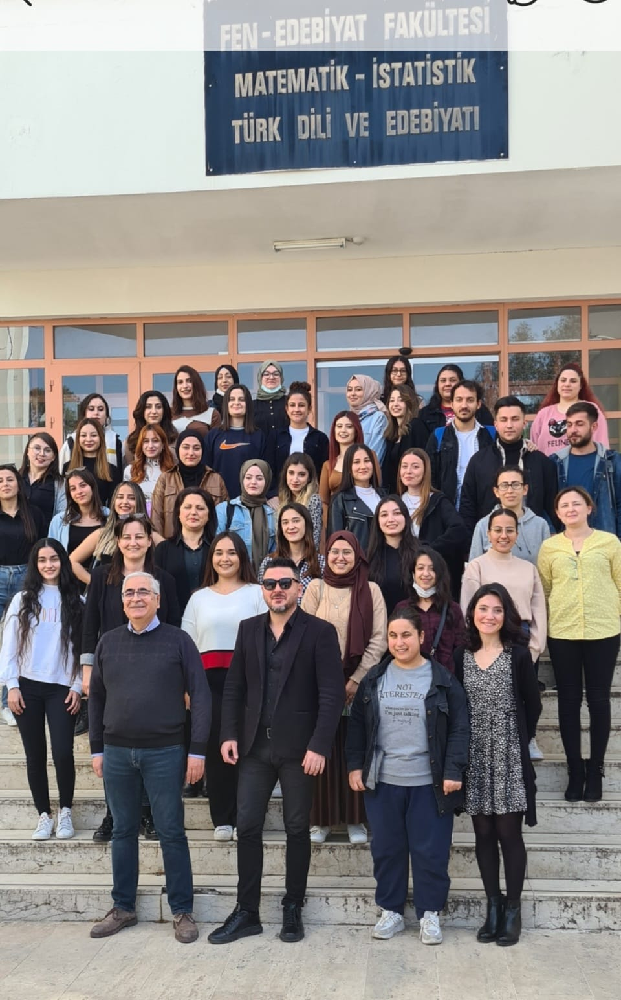 FEN-EDEBİYAT FAKÜLTESİ
MATEMATİK - İSTATİSTİK
TÜRK DİLİ VE EDEBİYATI
FELINE
NOT
INTERESTED
I'm just talking